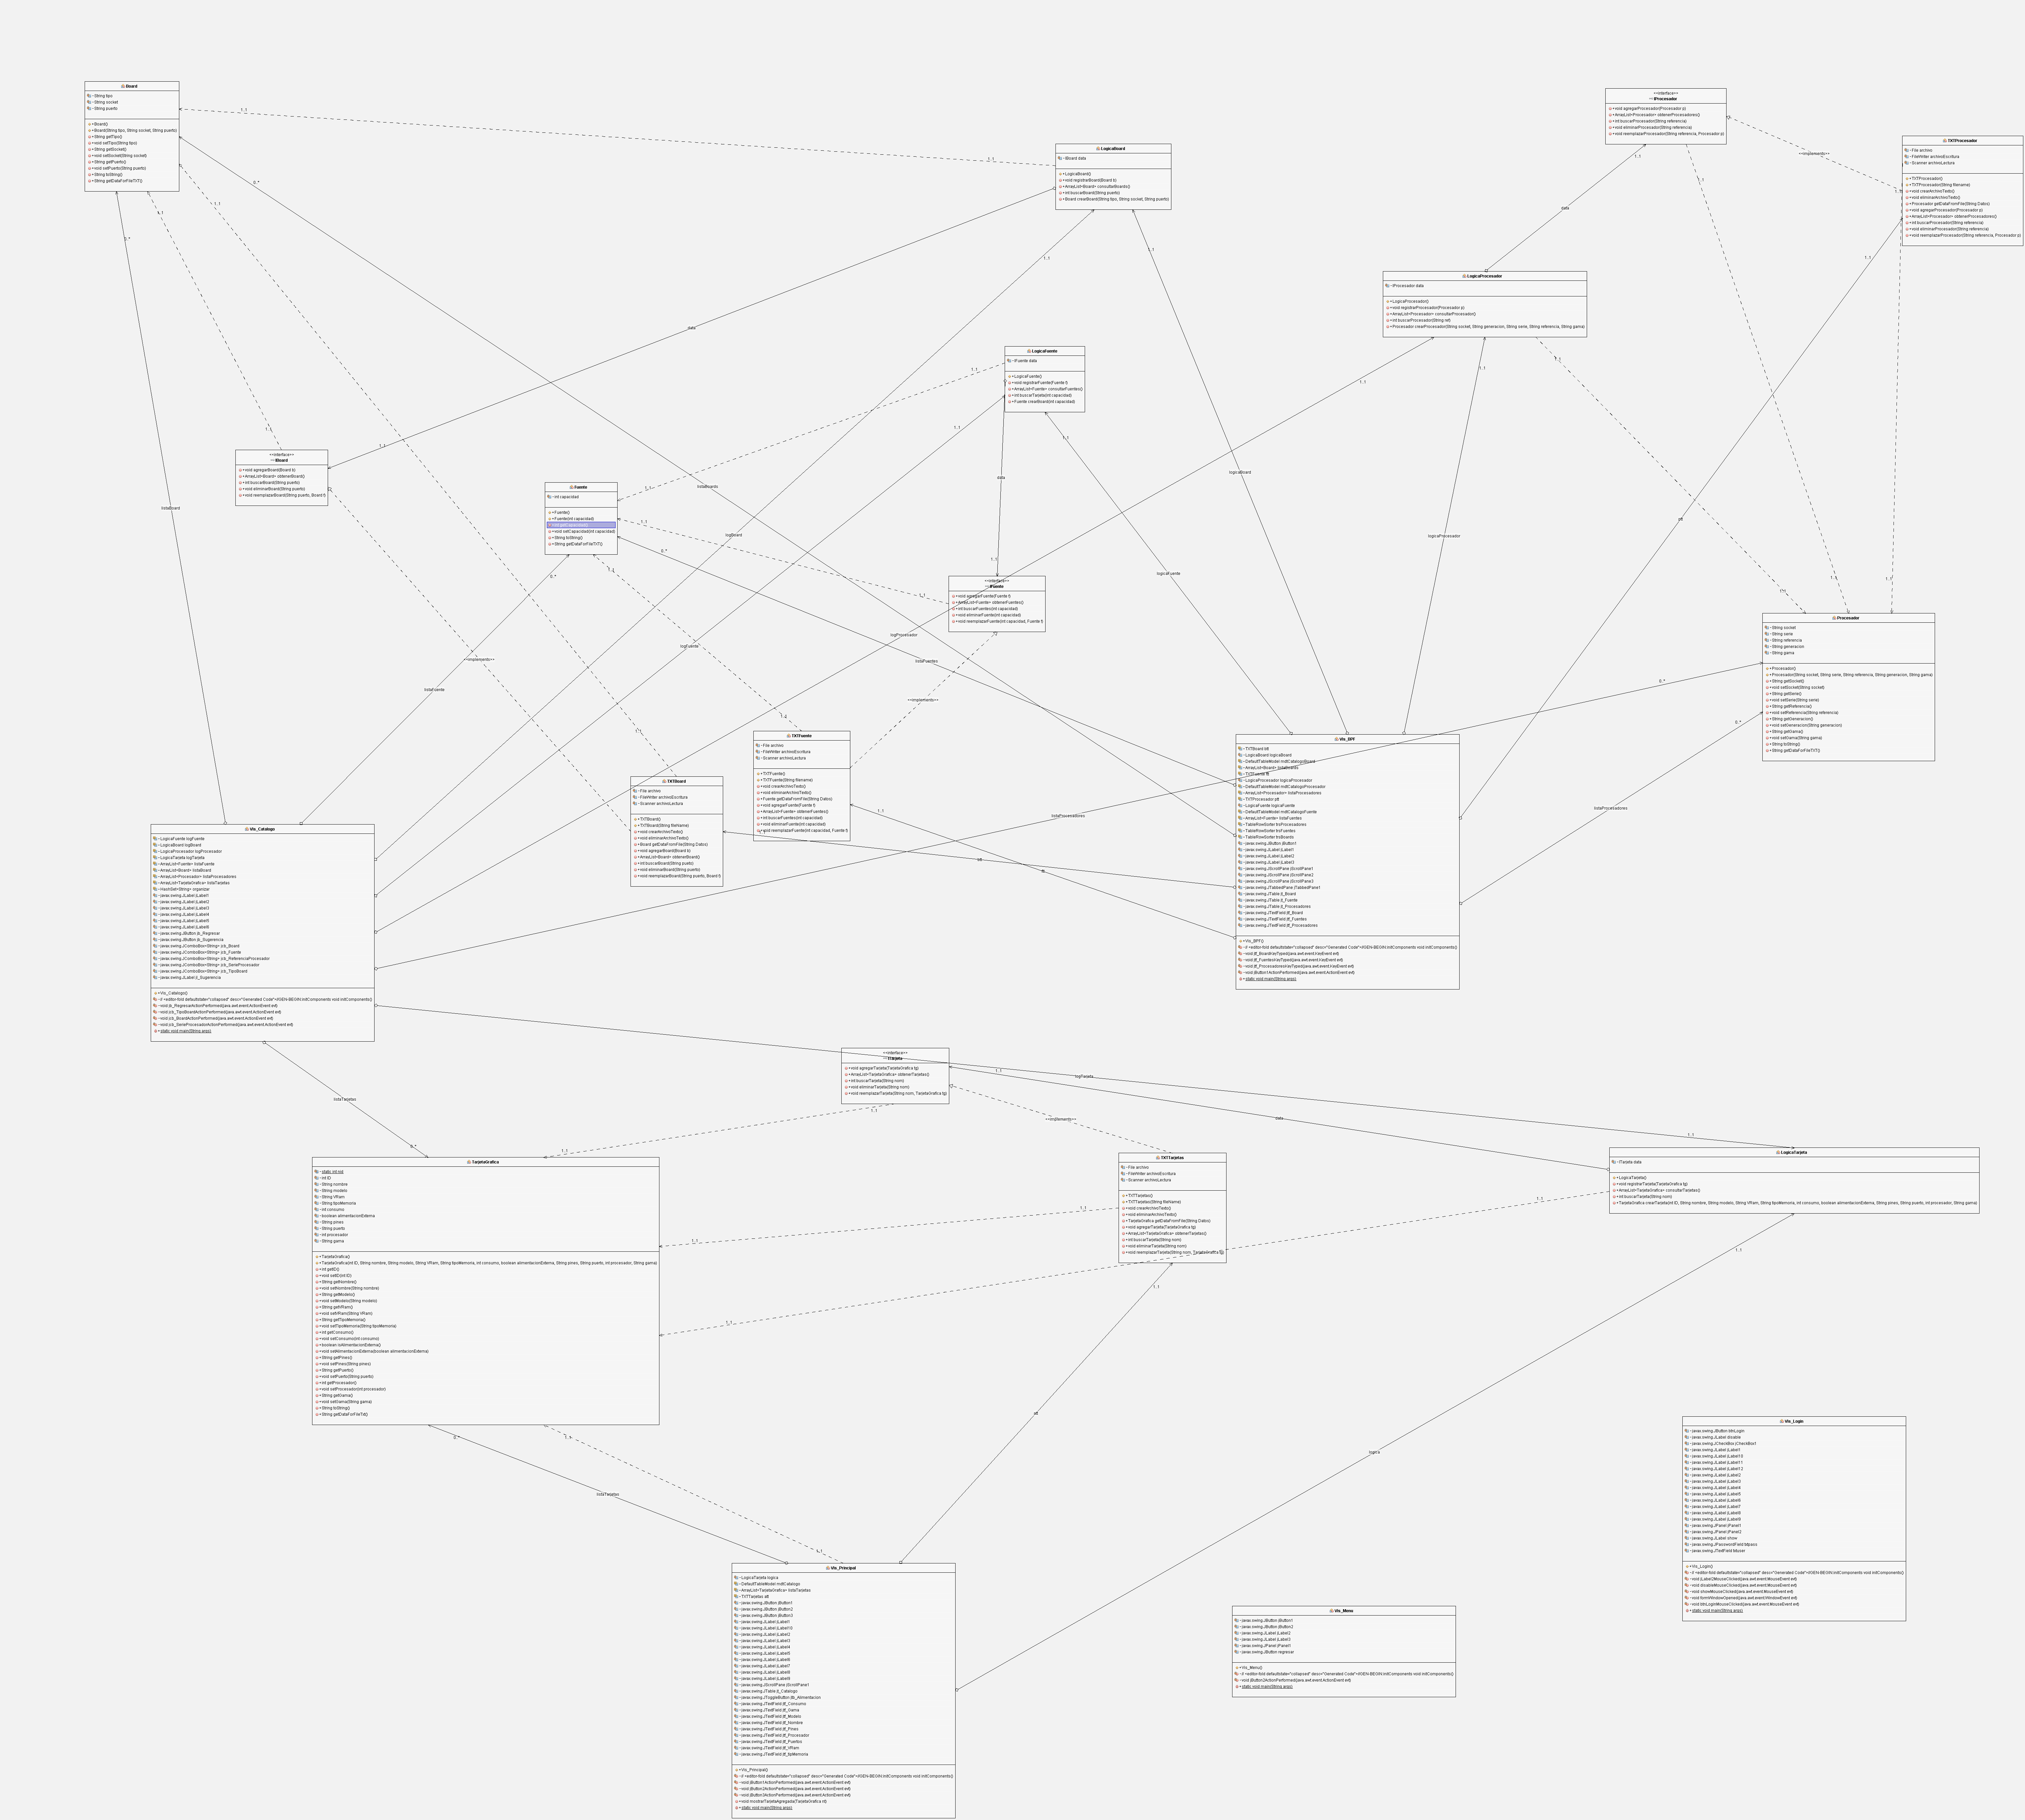 Board
-String tipo
-String socket
-String puerto
+Board()
+Board(String tipo, String socket, String puerto)
+String getTipo()
+void setTipo(String tipo)
+String getSocket()
+void setSocket(String socket)
+String getPuerto()
+void setPuerto(String puerto)
+String toString()
+String getDataForFileTXT()
LogicaBoard
-IBoard data
+LogicaBoard()
+void registrarBoard(Board b)
+ArrayList<Board> consultarBoards()
+int buscarBoard(String puerto)
+Board crearBoard(String tipo, String socket, String puerto)
<<interface>>
IProcesador
+void agregarProcesador(Procesador p)
+ArrayList<Procesador> obtenerProcesadores()
+int buscarProcesador(String referencia)
+void eliminarProcesador(String referencia)
+void reemplazarProcesador(String referencia, Procesador p)
TXTProcesador
-File archivo
-FileWriter archivoEscritura
-Scanner archivoLectura
+TXTProcesador()
+TXTProcesador(String filename)
+void crearArchivoTexto()
+void eliminarArchivoTexto()
+Procesador getDataFromFile(String Datos)
+void agregarProcesador(Procesador p)
+ArrayList<Procesador> obtenerProcesadores()
+int buscarProcesador(String referencia)
+void eliminarProcesador(String referencia)
+void reemplazarProcesador(String referencia, Procesador p)
LogicaProcesador
-IProcesador data
+LogicaProcesador()
+void registrarProcesador(Procesador p)
+ArrayList<Procesador> consultarProcesador()
+int buscarProcesador(String ref)
+Procesador crearProcesador(String socket, String generacion, String serie, String referencia, String gama)
LogicaFuente
-IFuente data
+LogicaFuente()
+void registrarFuente(Fuente f)
+ArrayList<Fuente> consultarFuentes()
+int buscarTarjeta(int capacidad)
+Fuente crearBoard(int capacidad)
<<interface>>
IBoard
+void agregarBoard(Board b)
+ArrayList<Board> obtenerBoard()
+int buscarBoard(String puerto)
+void eliminarBoard(String puerto)
+void reemplazarBoard(String puerto, Board f)
Fuente
-int capacidad
+Fuente()
+Fuente(int capacidad)
+int getCapacidad()
+void setCapacidad(int capacidad)
+String toString()
+String getDataForFileTXT()
<<interface>>
IFuente
+void agregarFuente(Fuente f)
+ArrayList<Fuente> obtenerFuentes()
+int buscarFuentes(int capacidad)
+void eliminarFuente(int capacidad)
+void reemplazarFuente(int capacidad, Fuente f)
Procesador
-String socket
-String serie
-String referencia
-String generacion
-String gama
+Procesador()
+Procesador(String socket, String serie, String referencia, String generacion, String gama)
+String getSocket()
+void setSocket(String socket)
+String getSerie()
+void setSerie(String serie)
+String getReferencia()
+void setReferencia(String referencia)
+String getGeneracion()
+void setGeneracion(String generacion)
+String getGama()
+void setGama(String gama)
+String toString()
+String getDataForFileTXT()
TXTFuente
-File archivo
-FileWriter archivoEscritura
-Scanner archivoLectura
+TXTFuente()
+TXTFuente(String filename)
+void crearArchivoTexto()
+void eliminarArchivoTexto()
+Fuente getDataFromFile(String Datos)
+void agregarFuente(Fuente f)
+ArrayList<Fuente> obtenerFuentes()
+int buscarFuentes(int capacidad)
+void eliminarFuente(int capacidad)
+void reemplazarFuente(int capacidad, Fuente f)
TXTBoard
-File archivo
-FileWriter archivoEscritura
-Scanner archivoLectura
+TXTBoard()
+TXTBoard(String fileName)
+void crearArchivoTexto()
+void eliminarArchivoTexto()
+Board getDataFromFile(String Datos)
+void agregarBoard(Board b)
+ArrayList<Board> obtenerBoard()
+int buscarBoard(String pueto)
+void eliminarBoard(String puerto)
+void reemplazarBoard(String puerto, Board f)
Vis_BPF
-LogicaBoard logicaBoard
-DefaultTableModel mdtCatalogoBoard
-ArrayList<Board> listaBoards
-LogicaProcesador logicaProcesador
-DefaultTableModel mdtCatalogoProcesador
-ArrayList<Procesador> listaProcesadores
-LogicaFuente logicaFuente
-DefaultTableModel mdtCatalogoFuente
-ArrayList<Fuente> listaFuentes
-TableRowSorter trsProcesadores
-TableRowSorter trsFuentes
-TableRowSorter trsBoards
-javax.swing.JButton jButton1
-javax.swing.JLabel jLabel1
-javax.swing.JLabel jLabel2
-javax.swing.JLabel jLabel3
-javax.swing.JScrollPane jScrollPane1
-javax.swing.JScrollPane jScrollPane2
-javax.swing.JScrollPane jScrollPane3
-javax.swing.JTabbedPane jTabbedPane1
-javax.swing.JTable jt_Board
-javax.swing.JTable jt_Fuente
-javax.swing.JTable jt_Procesadores
-javax.swing.JTextField jtf_Board
-javax.swing.JTextField jtf_Fuentes
-javax.swing.JTextField jtf_Procesadores
+Vis_BPF()
-// <editor-fold defaultstate="collapsed" desc="Generated Code">//GEN-BEGIN:initComponents void initComponents()
-void jtf_BoardKeyTyped(java.awt.event.KeyEvent evt)
-void jtf_FuentesKeyTyped(java.awt.event.KeyEvent evt)
-void jtf_ProcesadoresKeyTyped(java.awt.event.KeyEvent evt)
-void jButton1ActionPerformed(java.awt.event.ActionEvent evt)
+static void main(String args)
Vis_Catalogo
-LogicaFuente logFuente
-LogicaBoard logBoard
-LogicaProcesador logProcesador
-LogicaTarjeta logTarjeta
-ArrayList<Fuente> listaFuente
-ArrayList<Board> listaBoard
-ArrayList<Procesador> listaProcesadores
-ArrayList<TarjetaGrafica> listaTarjetas
-HashSet<String> organizar
-javax.swing.JLabel jLabel1
-javax.swing.JLabel jLabel2
-javax.swing.JLabel jLabel3
-javax.swing.JLabel jLabel4
-javax.swing.JLabel jLabel5
-javax.swing.JLabel jLabel6
-javax.swing.JButton jb_Regresar
-javax.swing.JButton jb_Sugerencia
-javax.swing.JComboBox<String> jcb_Board
-javax.swing.JComboBox<String> jcb_Fuente
-javax.swing.JComboBox<String> jcb_ReferenciaProcesador
-javax.swing.JComboBox<String> jcb_SerieProcesador
-javax.swing.JComboBox<String> jcb_TipoBoard
-javax.swing.JLabel jl_Sugerencia
+Vis_Catalogo()
-// <editor-fold defaultstate="collapsed" desc="Generated Code">//GEN-BEGIN:initComponents void initComponents()
-void jb_RegresarActionPerformed(java.awt.event.ActionEvent evt)
-void jcb_TipoBoardActionPerformed(java.awt.event.ActionEvent evt)
-void jcb_BoardActionPerformed(java.awt.event.ActionEvent evt)
-void jcb_SerieProcesadorActionPerformed(java.awt.event.ActionEvent evt)
+static void main(String args)
<<interface>>
ITarjeta
+void agregarTarjeta(TarjetaGrafica tg)
+ArrayList<TarjetaGrafica> obtenerTarjetas()
+int buscarTarjeta(String nom)
+void eliminarTarjeta(String nom)
+void reemplazarTarjeta(String nom, TarjetaGrafica tg)
TarjetaGrafica
-int ID
-String nombre
-String modelo
-String VRam
-String tipoMemoria
-int consumo
-boolean alimentacionExterna
-String pines
-String puerto
-int procesador
-String gama
+TarjetaGrafica()
+TarjetaGrafica(int ID, String nombre, String modelo, String VRam, String tipoMemoria, int consumo, boolean alimentacionExterna, String pines, String puerto, int procesador, String gama)
+int getID()
+void setID(int ID)
+String getNombre()
+void setNombre(String nombre)
+String getModelo()
+void setModelo(String modelo)
+String getVRam()
+void setVRam(String VRam)
+String getTipoMemoria()
+void setTipoMemoria(String tipoMemoria)
+int getConsumo()
+void setConsumo(int consumo)
+boolean isAlimentacionExterna()
+void setAlimentacionExterna(boolean alimentacionExterna)
+String getPines()
+void setPines(String pines)
+String getPuerto()
+void setPuerto(String puerto)
+int getProcesador()
+void setProcesador(int procesador)
+String getGama()
+void setGama(String gama)
+String toString()
+String getDataForFileTxt()
TXTTarjetas
-File archivo
-FileWriter archivoEscritura
-Scanner archivoLectura
+TXTTarjetas()
+TXTTarjetas(String fileName)
+void crearArchivoTexto()
+void eliminarArchivoTexto()
+TarjetaGrafica getDataFromFile(String Datos)
+void agregarTarjeta(TarjetaGrafica tg)
+ArrayList<TarjetaGrafica> obtenerTarjetas()
+int buscarTarjeta(String nom)
+void eliminarTarjeta(String nom)
+void reemplazarTarjeta(String nom, TarjetaGrafica tg)
LogicaTarjeta
-ITarjeta data
+LogicaTarjeta()
+void registrarTarjeta(TarjetaGrafica tg)
+ArrayList<TarjetaGrafica> consultarTarjetas()
+int buscarTarjeta(String nom)
+TarjetaGrafica crearTarjeta(int ID, String nombre, String modelo, String VRam, String tipoMemoria, int consumo, boolean alimentacionExterna, String pines, String puerto, int procesador, String gama)
Vis_Login
-javax.swing.JButton btnLogin
-javax.swing.JLabel disable
-javax.swing.JCheckBox jCheckBox1
-javax.swing.JLabel jLabel1
-javax.swing.JLabel jLabel10
-javax.swing.JLabel jLabel11
-javax.swing.JLabel jLabel12
-javax.swing.JLabel jLabel2
-javax.swing.JLabel jLabel3
-javax.swing.JLabel jLabel4
-javax.swing.JLabel jLabel5
-javax.swing.JLabel jLabel6
-javax.swing.JLabel jLabel7
-javax.swing.JLabel jLabel8
-javax.swing.JLabel jLabel9
-javax.swing.JPanel jPanel1
-javax.swing.JPanel jPanel2
-javax.swing.JLabel show
-javax.swing.JPasswordField txtpass
-javax.swing.JTextField txtuser
+Vis_Login()
-// <editor-fold defaultstate="collapsed" desc="Generated Code">//GEN-BEGIN:initComponents void initComponents()
-void jLabel2MouseClicked(java.awt.event.MouseEvent evt)
-void disableMouseClicked(java.awt.event.MouseEvent evt)
-void showMouseClicked(java.awt.event.MouseEvent evt)
-void formWindowOpened(java.awt.event.WindowEvent evt)
-void btnLoginMouseClicked(java.awt.event.MouseEvent evt)
+static void main(String args)
Vis_Principal
-LogicaTarjeta logica
-DefaultTableModel mdtCatalogo
-ArrayList<TarjetaGrafica> listaTarjetas
-javax.swing.JButton jButton1
-javax.swing.JButton jButton2
-javax.swing.JButton jButton3
-javax.swing.JLabel jLabel1
-javax.swing.JLabel jLabel10
-javax.swing.JLabel jLabel2
-javax.swing.JLabel jLabel3
-javax.swing.JLabel jLabel4
-javax.swing.JLabel jLabel5
-javax.swing.JLabel jLabel6
-javax.swing.JLabel jLabel7
-javax.swing.JLabel jLabel8
-javax.swing.JLabel jLabel9
-javax.swing.JScrollPane jScrollPane1
-javax.swing.JTable jt_Catalogo
-javax.swing.JToggleButton jtb_Alimentacion
-javax.swing.JTextField jtf_Consumo
-javax.swing.JTextField jtf_Gama
-javax.swing.JTextField jtf_Modelo
-javax.swing.JTextField jtf_Nombre
-javax.swing.JTextField jtf_Pines
-javax.swing.JTextField jtf_Procesador
-javax.swing.JTextField jtf_Puertos
-javax.swing.JTextField jtf_VRam
-javax.swing.JTextField jtf_tipMemoria
+Vis_Principal()
-// <editor-fold defaultstate="collapsed" desc="Generated Code">//GEN-BEGIN:initComponents void initComponents()
-void jButton1ActionPerformed(java.awt.event.ActionEvent evt)
-void jButton2ActionPerformed(java.awt.event.ActionEvent evt)
-void jButton3ActionPerformed(java.awt.event.ActionEvent evt)
+void mostrarTarjetaAgregada(TarjetaGrafica rd)
+static void main(String args)
Vis_Menu
-javax.swing.JButton jButton1
-javax.swing.JButton jButton2
-javax.swing.JLabel jLabel2
-javax.swing.JLabel jLabel3
-javax.swing.JPanel jPanel1
-javax.swing.JButton regresar
+Vis_Menu()
-// <editor-fold defaultstate="collapsed" desc="Generated Code">//GEN-BEGIN:initComponents void initComponents()
-void jButton2ActionPerformed(java.awt.event.ActionEvent evt)
+static void main(String args)
<<implements>>
data
logicaBoard
logicaProcesador
logicaFuente
listaBoards
listaBoard
logBoard
logProcesador
logFuente
listaFuentes
listaFuente
listaProcesadores
listaTarjetas
logTarjeta
logica
1..1
0..*